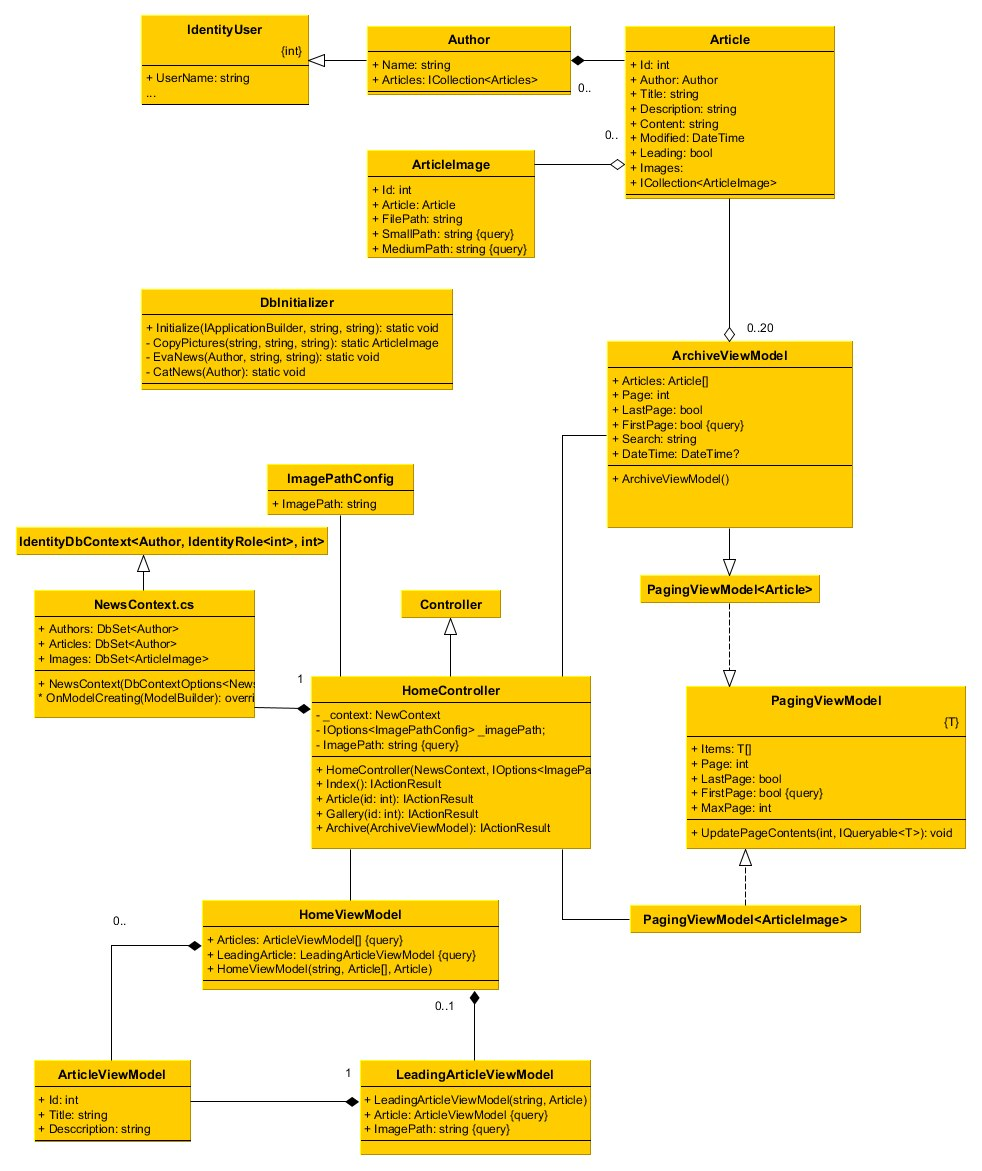 IdentityUser
{int}
+ UserName: string
...
Author
+ Name: string
+ Articles: ICollection<Articles>
0..
Article
+ Id: int
+ Author: Author
+ Title: string
+ Description: string
+ Content: string
+ Modified: DateTime
+ Leading: bool
+ Images:
+ ICollection<ArticleImage>
0..
ArticleImage
+ Id: int
+ Article: Article
+ FilePath: string
+ SmallPath: string {query}
+ MediumPath: string {query}
DbInitializer
+ Initialize(IApplicationBuilder, string, string): static void
- CopyPictures(string, string, string): static ArticleImage
- EvaNews(Author, string, string): static void
- CatNews(Author): static void
0..20
ArchiveViewModel
+ Articles: Article[]
+ Page: int
+ LastPage: bool
+ FirstPage: bool {query}
+ Search: string
+ DateTime: DateTime?
+ ArchiveViewModel()
ImagePathConfig
+ ImagePath: string
IdentityDbContext<Author, IdentityRole<int>, int>
NewsContext.cs
+ Authors: DbSet<Author>
+ Articles: DbSet<Author>
+ Images: DbSet<ArticleImage>
+ NewsContext(DbContextOptions<News
* OnModelCreating(ModelBuilder): overri
Controller
PagingViewModel<Article>
1
HomeController
- _context: NewContext
- IOptions<ImagePathConfig> _imagePath;
- ImagePath: string {query}
+ HomeController(NewsContext, IOptions<ImagePa
+ Index(): IActionResult
+ Article(id: int): IActionResult
+ Gallery(id: int): IActionResult
+ Archive(ArchiveViewModel): IActionResult
PagingViewModel
{T}
+ Items: T[]
+ Page: int
+ LastPage: bool
+ FirstPage: bool {query}
+ MaxPage: int
+ UpdatePageContents(int, IQueryable<T>): void
PagingViewModel<ArticleImage>
HomeViewModel
+ Articles: ArticleViewModel[] {query}
+ LeadingArticle: LeadingArticleViewModel {query}
+ HomeViewModel(string, Article[], Article)
0..
0..1
ArticleViewModel
+ Id: int
+ Title: string
+ Desccription: string
1
LeadingArticleViewModel
+ LeadingArticleViewModel(string, Article)
+ Article: ArticleViewModel {query}
+ ImagePath: string {query}